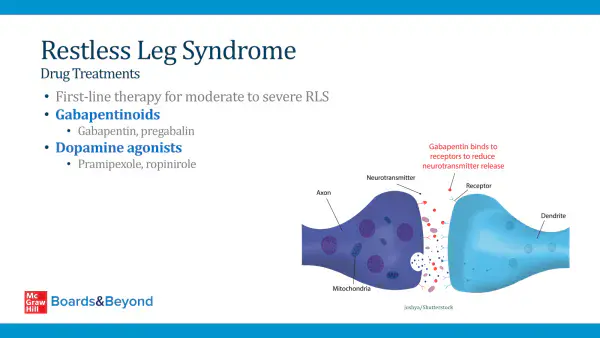 Restless Leg Syndrome
Drug Treatments
• First-line therapy for moderate to severe RLS
• Gabapentinoids
• Gabapentin, pregabalin
• Dopamine agonists
• Pramipexole, ropinirole
Gabapentin binds to
receptors to reduce
neurotransmitter release
Neurotransmitter
Receptor
Axon
Dendrite
Mitochondria
joshya/Shutterstock
Mc
Graw
Hill
Boards&Beyond